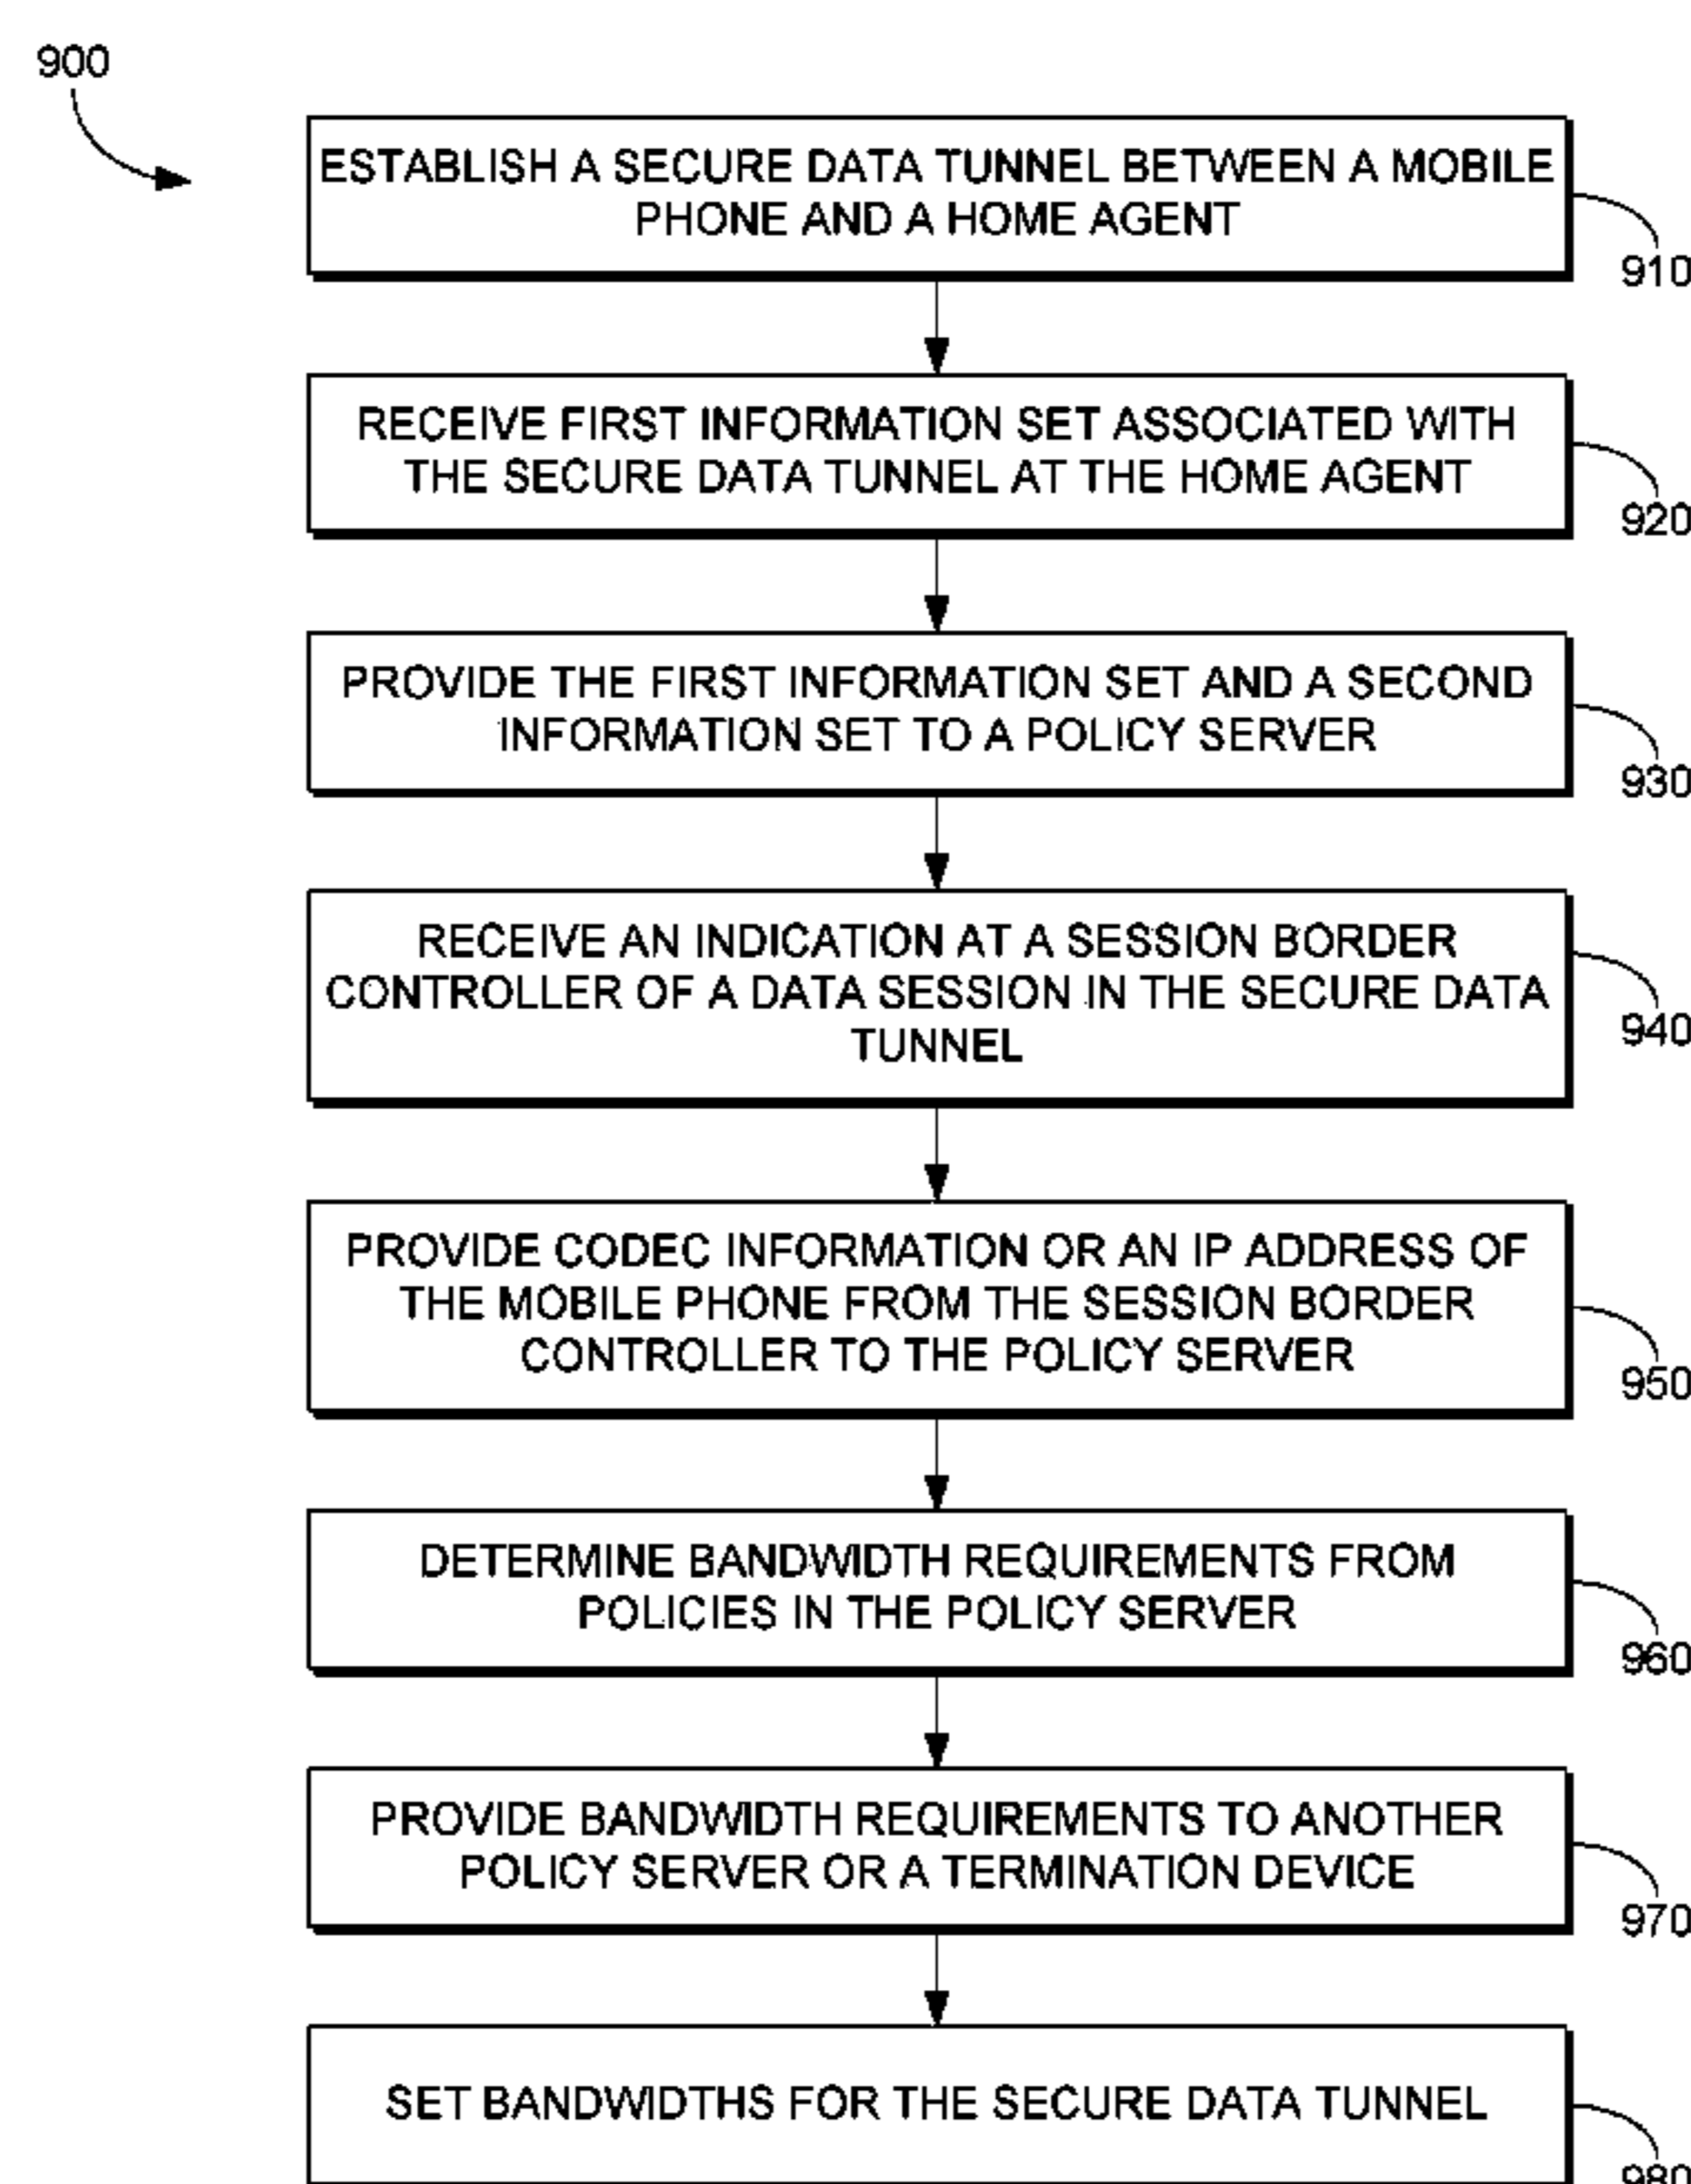 900
ESTABLISH A SECURE DATA TUNNEL BETWEEN A MOBILE
PHONE AND A HOME AGENT
910
RECEIVE FIRST INFORMATION SET ASSOCIATED WITH
THE SECURE DATA TUNNEL AT THE HOME AGENT
920
PROVIDE THE FIRST INFORMATION SET AND A SECOND
INFORMATION SET TO A POLICY SERVER
930
RECEIVE AN INDICATION AT A SESSION BORDER
CONTROLLER OF A DATA SESSION IN THE SECURE DATA
TUNNEL
940
PROVIDE CODEC INFORMATION OR AN IP ADDRESS OF
THE MOBILE PHONE FROM THE SESSION BORDER
CONTROLLER TO THE POLICY SERVER
950
DETERMINE BANDWIDTH REQUIREMENTS FROM
POLICIES IN THE POLICY SERVER
960
PROVIDE BANDWIDTH REQUIREMENTS TO ANOTHER
POLICY SERVER OR A TERMINATION DEVICE
970
SET BANDWIDTHS FOR THE SECURE DATA TUNNEL
980